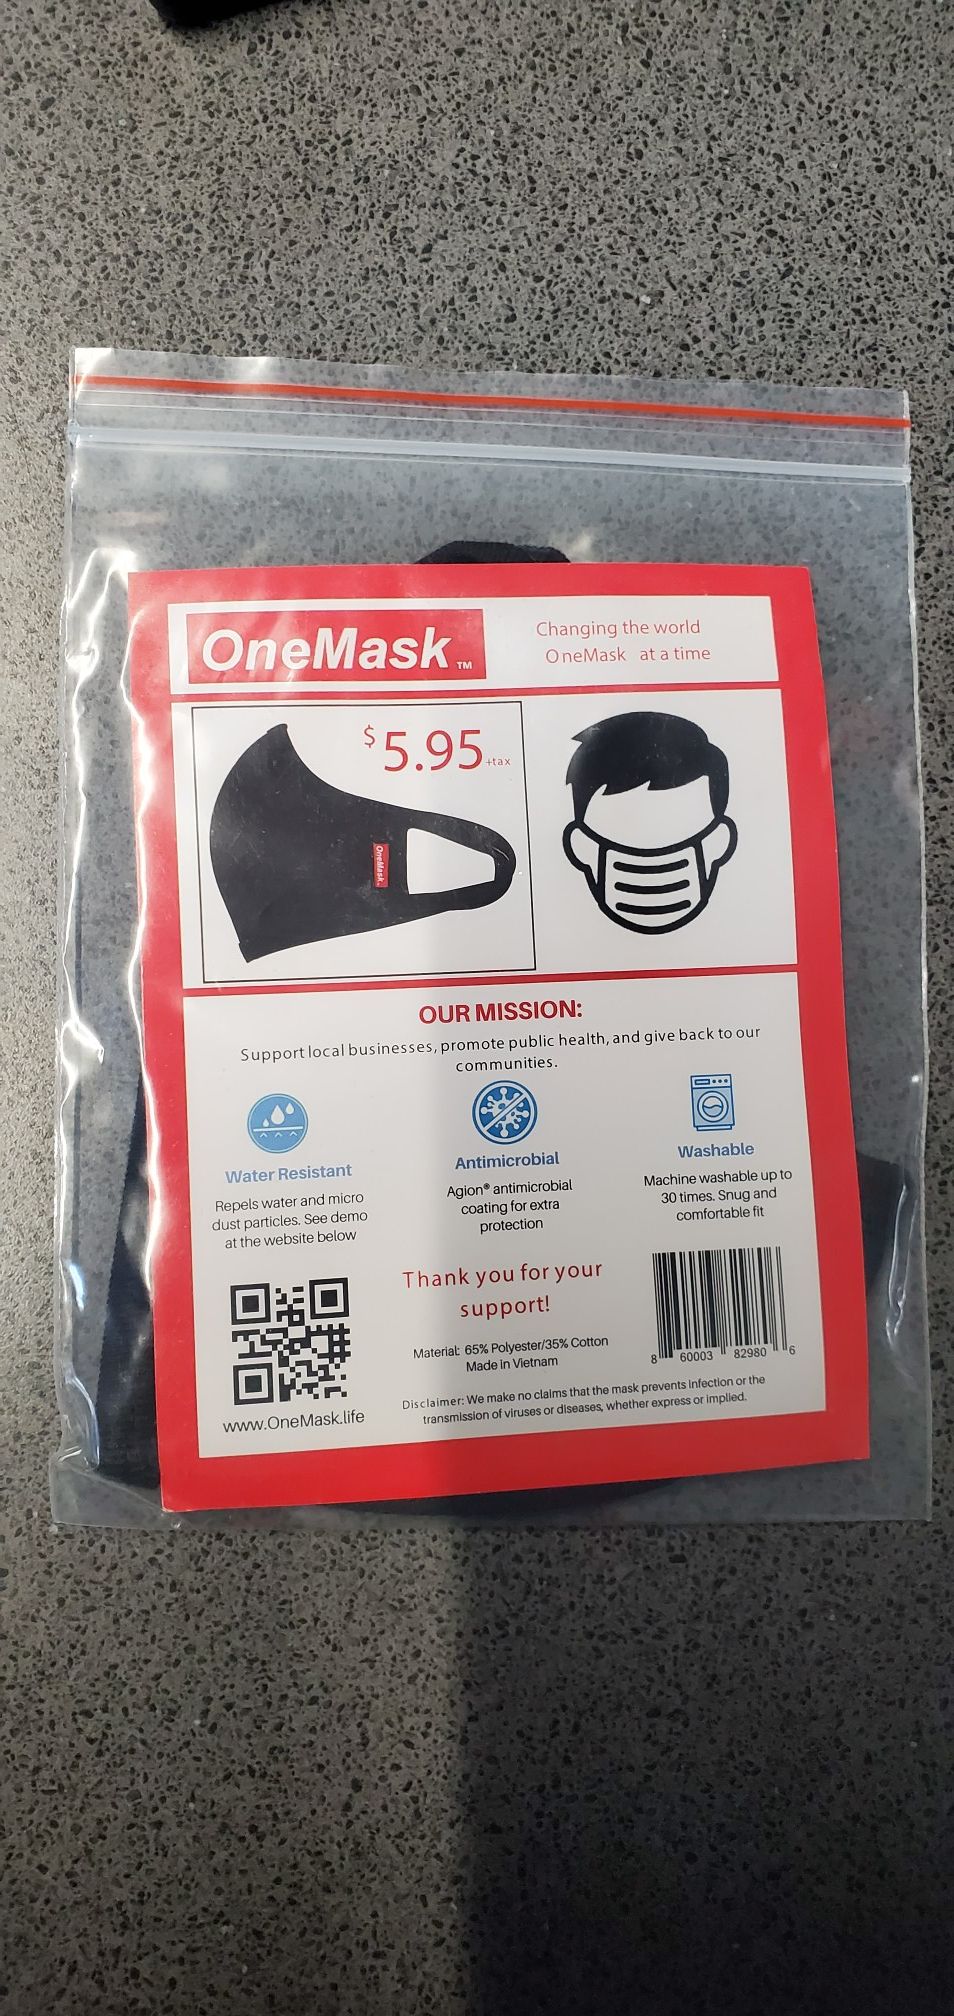 OneMask TM
Changing the world
OneMask at a time
$5.95+tax
OneMask
OUR MISSION:
Support local businesses, promote public health, and give back to our
communities.
Water Resistant
Repels water and micro
dust particles. See demo
at the website below
Antimicrobial
Agion® antimicrobial
coating for extra
protection
Washable
Machine washable up to
30 times. Snug and
comfortable fit
www.OneMask.life
Thank you for your
support!
Material: 65% Polyester/35% Cotton
Made in Vietnam
8 60003 82980 6
Disclaimer: We make no claims that the mask prevents infection or the
transmission of viruses or diseases, whether express or implied.